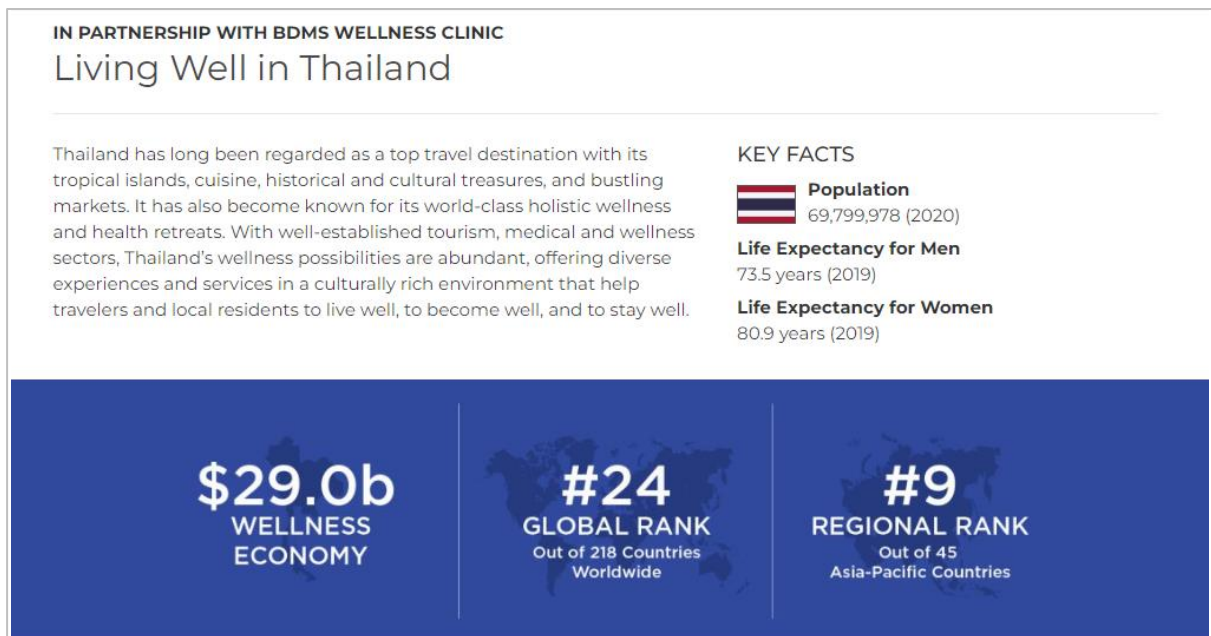 IN PARTNERSHIP WITH BDMS WELLNESS CLINIC
Living Well in Thailand
Thailand has long been regarded as a top travel destination with its
tropical islands, cuisine, historical and cultural treasures, and bustling
markets. It has also become known for its world-class holistic wellness
and health retreats. With well-established tourism, medical and wellness
sectors, Thailand's wellness possibilities are abundant, offering diverse
experiences and services in a culturally rich environment that help
travelers and local residents to live well, to become well, and to stay well.
KEY FACTS
Population
69,799,978 (2020)
Life Expectancy for Men
73.5 years (2019)
Life Expectancy for Women
80.9 years (2019)
$29.0b
WELLNESS
ECONOMY
#24
GLOBAL RANK
Out of 218 Countries
Worldwide
#9
REGIONAL RANK
Out of 45
Asia-Pacific Countries